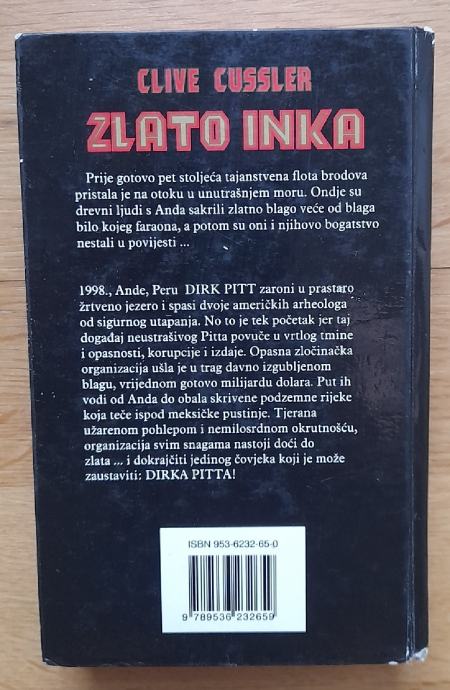 CLIVE CUSSLER
ZLATO INKA
Prije gotovo pet stoljeća tajanstvena flota brodova
pristala je na otoku u unutrašnjem moru. Ondje su
drevni ljudi s Anda sakrili zlatno blago veće od blaga
bilo kojeg faraona, a potom su oni i njihovo bogatstvo
nestali u povijesti ...
1998., Ande, Peru DIRK PITT zaroni u prastaro
žrtveno jezero i spasi dvoje američkih arheologa
od sigurnog utapanja. No to je tek početak jer taj
događaj neustrašivog Pitta povuče u vrtlog tmine
i opasnosti, korupcije i izdaje. Opasna zločinačka
organizacija ušla je u trag davno izgubljenom
blagu, vrijednom gotovo milijardu dolara. Put ih
vodi od Anda do obala skrivene podzemne rijeke
koja teče ispod meksičke pustinje. Tjerana
užarenom pohlepom i nemilosrdnom okrutnošću,
organizacija svim snagama nastoji doći do
zlata ... i dokrajčiti jedinog čovjeka koji je može
zaustaviti: DIRKA PITTA!
ISBN 953-6232-65-0
9 789536 232659